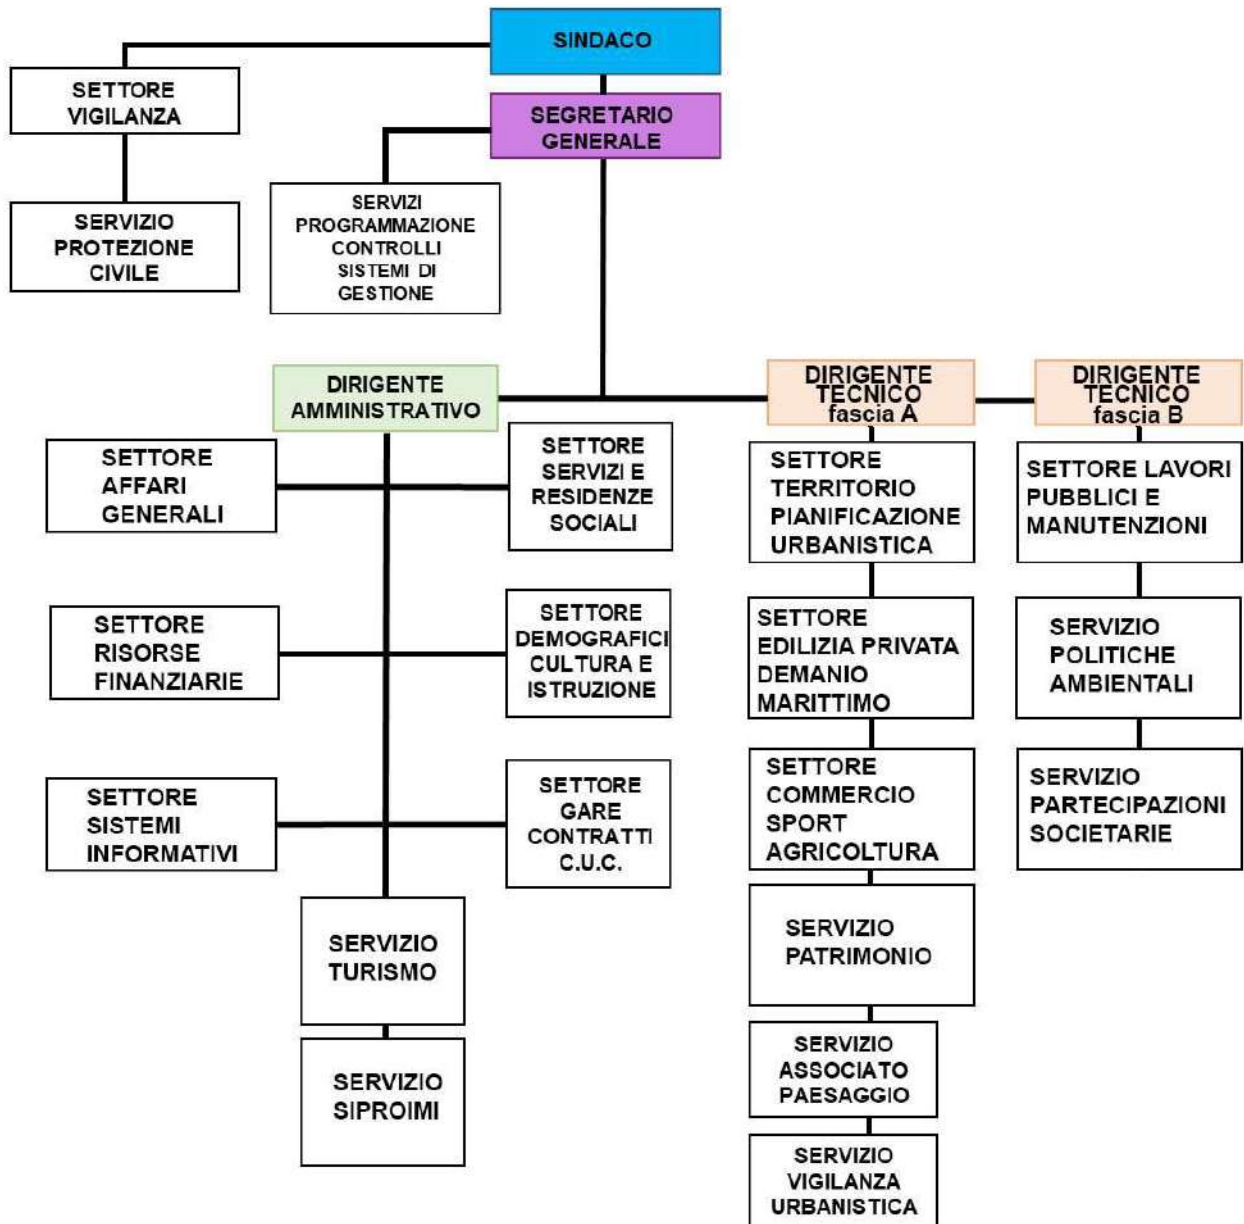 SINDACO
SETTORE
VIGILANZA
SEGRETARIO
GENERALE
SERVIZIO
PROTEZIONE
CIVILE
SERVIZI
PROGRAMMAZIONE
CONTROLLI
SISTEMI DI
GESTIONE
DIRIGENTE
AMMINISTRATIVO
DIRIGENTE
TECNICO
fascia A
DIRIGENTE
TECNICO
fascia B
SETTORE
AFFARI
GENERALI
SETTORE
SERVIZI E
RESIDENZE
SOCIALI
SETTORE
TERRITORIO
PIANIFICAZIONE
URBANISTICA
SETTORE LAVORI
PUBBLICI E
MANUTENZIONI
SETTORE
RISORSE
FINANZIARIE
SETTORE
DEMOGRAFICI
CULTURA E
ISTRUZIONE
SETTORE
EDILIZIA PRIVATA
DEMANIO
MARITTIMO
SERVIZIO
POLITICHE
AMBIENTALI
SETTORE
SISTEMI
INFORMATIVI
SETTORE
GARE
CONTRATTI
C.U.C.
SETTORE
COMMERCIO
SPORT
AGRICOLTURA
SERVIZIO
PARTECIPAZIONI
SOCIETARIE
SERVIZIO
TURISMO
SERVIZIO
PATRIMONIO
SERVIZIO
SIPROIMI
SERVIZIO
ASSOCIATO
PAESAGGIO
SERVIZIO
VIGILANZA
URBANISTICA